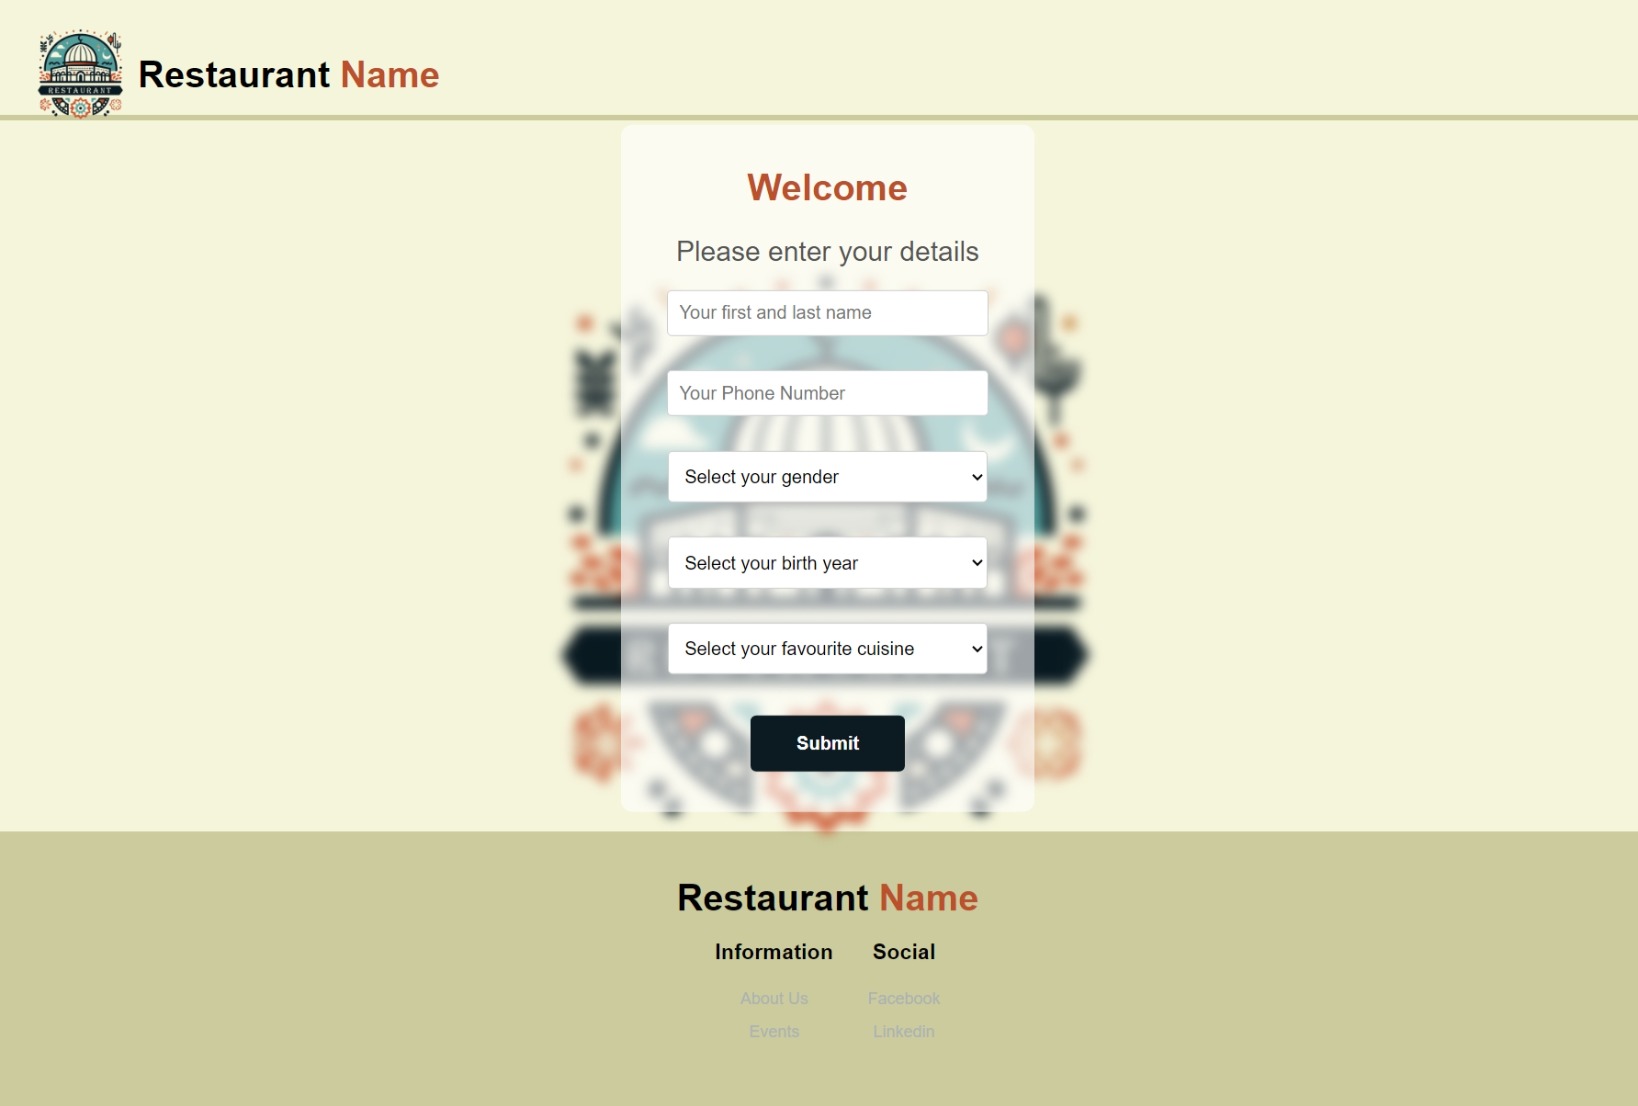 RESTAURANT
Restaurant Name
Welcome
Please enter your details
Your first and last name
Your Phone Number
Select your gender
Select your birth year
Select your favourite cuisine
Submit
Restaurant Name
Information Social
About Us Facebook
Events Linkedin